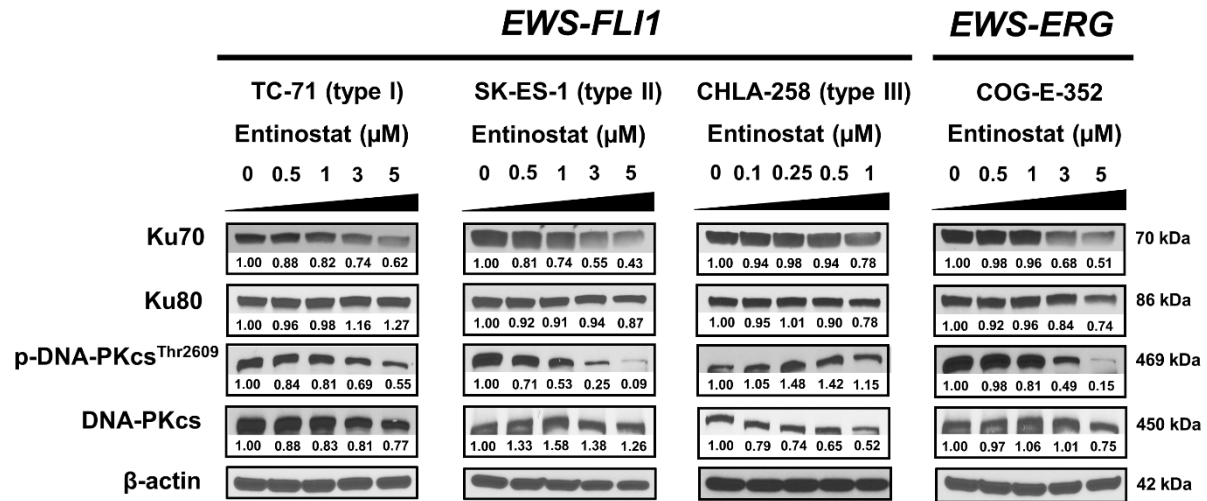 EWS-FLI1 EWS-ERG
TC-71 (type I) SK-ES-1 (type II) CHLA-258 (type III) COG-E-352
Entinostat (µM) Entinostat (µM) Entinostat (µM) Entinostat (µM)
0 0.5 1 3 5 0 0.5 1 3 5 0 0.1 0.25 0.5 1 0 0.5 1 3 5
Ku70 70 kDa
1.00 0.88 0.82 0.74 0.62 1.00 0.81 0.74 0.55 0.43 1.00 0.94 0.98 0.94 0.78 1.00 0.98 0.96 0.68 0.51
Ku80 86 kDa
1.00 0.96 0.98 1.16 1.27 1.00 0.92 0.91 0.94 0.87 1.00 0.95 1.01 0.90 0.78 1.00 0.92 0.96 0.84 0.74
p-DNA-PKcsThr2609 469 kDa
1.00 0.84 0.81 0.69 0.55 1.00 0.71 0.53 0.25 0.09 1.00 1.05 1.48 1.42 1.15 1.00 0.98 0.81 0.49 0.15
DNA-PKcs 450 kDa
1.00 0.88 0.83 0.81 0.77 1.00 1.33 1.58 1.38 1.26 1.00 0.79 0.74 0.65 0.52 1.00 0.97 1.06 1.01 0.75
β-actin 42 kDa